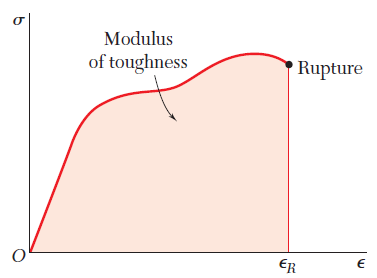 σ
Modulus
of toughness
Rupture
O
ϵR
ϵ